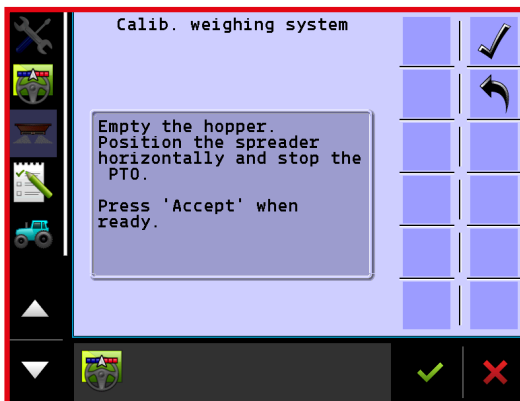 Calib. weighing system
Empty the hopper.
Position the spreader
horizontally and stop the
PTO.
Press 'Accept' when
ready.